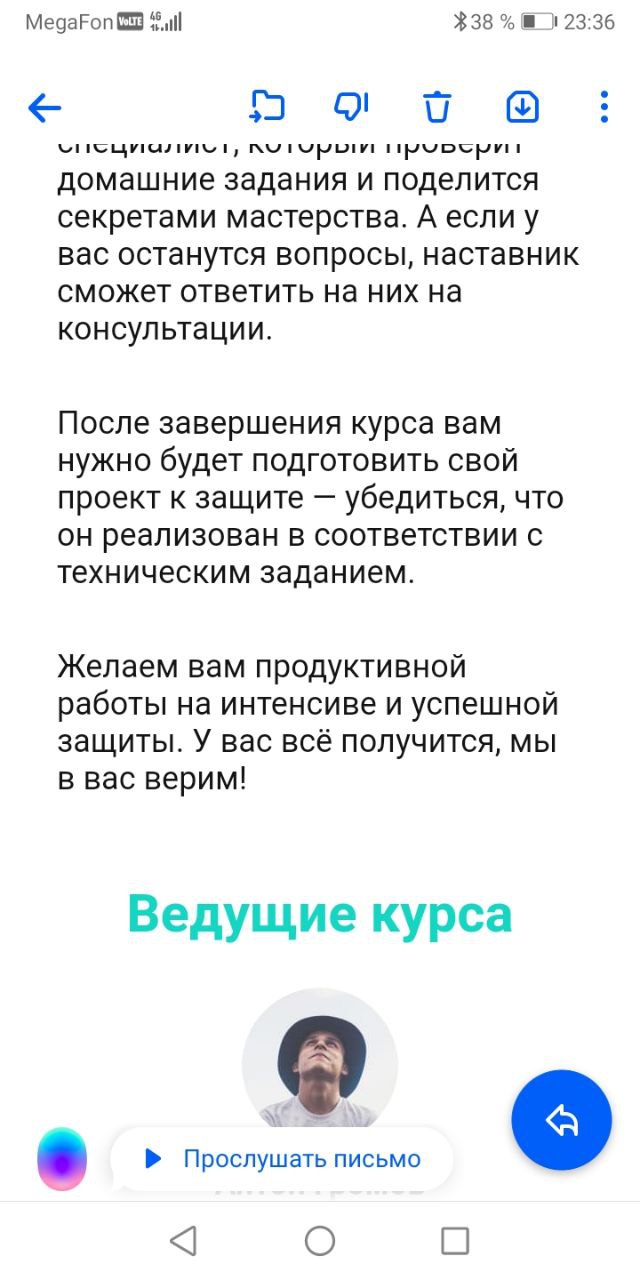 MegaFon VoLTE 4G 38 % 23:36
специалист, который проверит
домашние задания и поделится
секретами мастерства. А если у
вас останутся вопросы, наставник
сможет ответить на них на
консультации.
После завершения курса вам
нужно будет подготовить свой
проект к защите — убедиться, что
он реализован в соответствии с
техническим заданием.
Желаем вам продуктивной
работы на интенсиве и успешной
защиты. У вас всё получится, мы
в вас верим!
Ведущие курса
Прослушать письмо